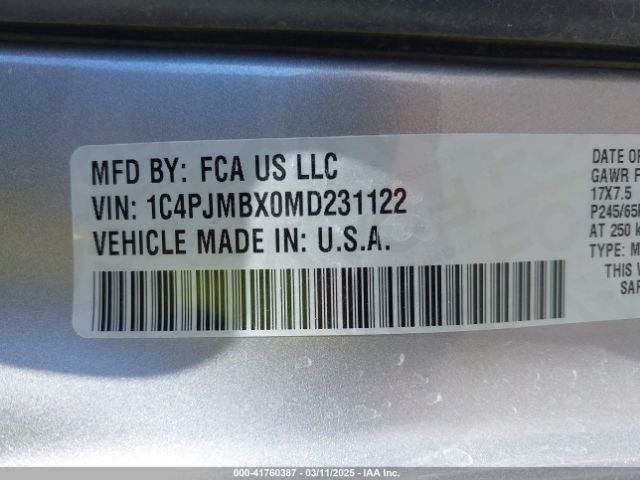 MFD BY: FCA US LLC
VIN: 1C4PJMBX0MD231122
VEHICLE MADE IN: U.S.A.
DATE OF
GAWR F
17X7.5
P245/65
AT 250 k
TYPE: M
THIS V
SAF
000-41760387 - 03/11/2025 - IAA Inc.